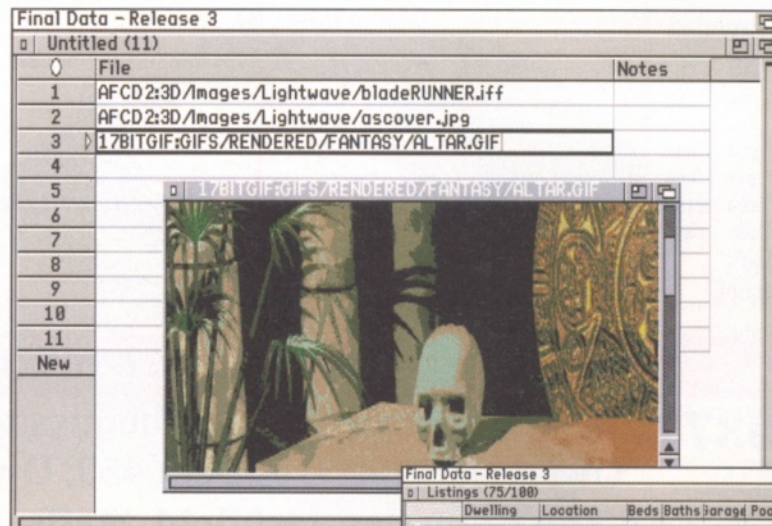 Final Data - Release 3
Untitled (11)
File Notes
1 AFCD2:3D/Images/Lightwave/bladeRUNNER.iff
2 AFCD2:3D/Images/Lightwave/ascover.jpg
3 17BITGIF:GIFS/RENDERED/FANTASY/ALTAR.GIF
4
5
17BITGIF:GIFS/RENDERED/FANTASY/ALTAR.GIF
6
7
8
9
10
11
New
Final Data - Release 3
Listings (75/100)
Dwelling Location Beds Baths Garage